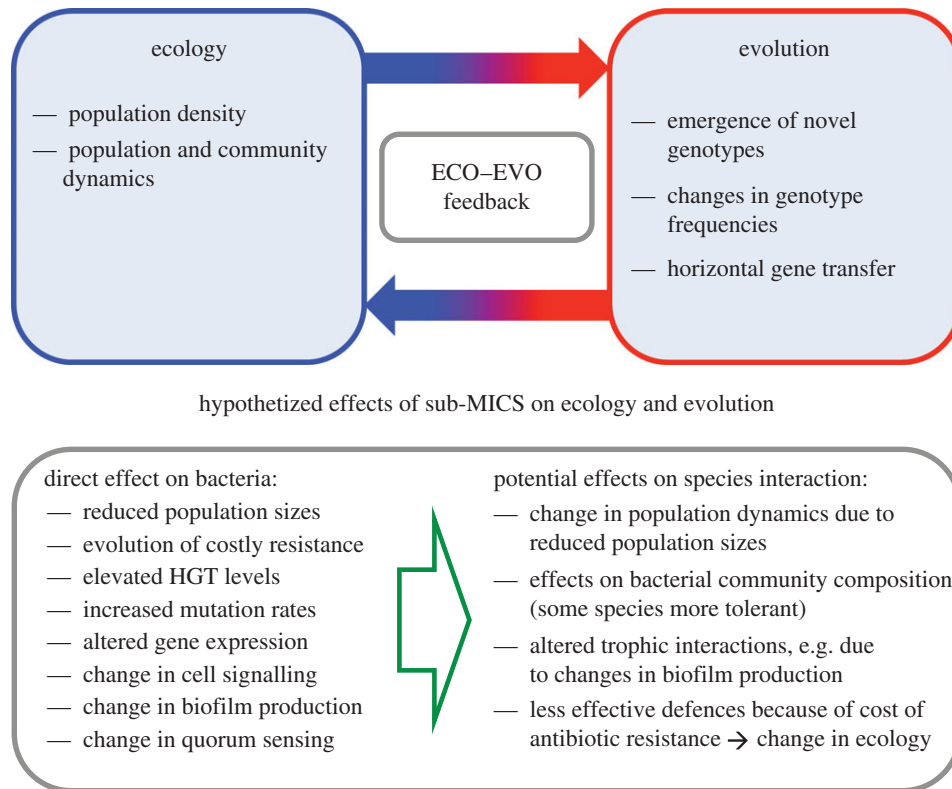 ecology
— population density
— population and community
dynamics
ECO–EVO
feedback
evolution
— emergence of novel
genotypes
— changes in genotype
frequencies
— horizontal gene transfer
hypothetized effects of sub-MICS on ecology and evolution
direct effect on bacteria:
— reduced population sizes
— evolution of costly resistance
— elevated HGT levels
— increased mutation rates
— altered gene expression
— change in cell signalling
— change in biofilm production
— change in quorum sensing
potential effects on species interaction:
— change in population dynamics due to
reduced population sizes
— effects on bacterial community composition
(some species more tolerant)
— altered trophic interactions, e.g. due
to changes in biofilm production
— less effective defences because of cost of
antibiotic resistance → change in ecology